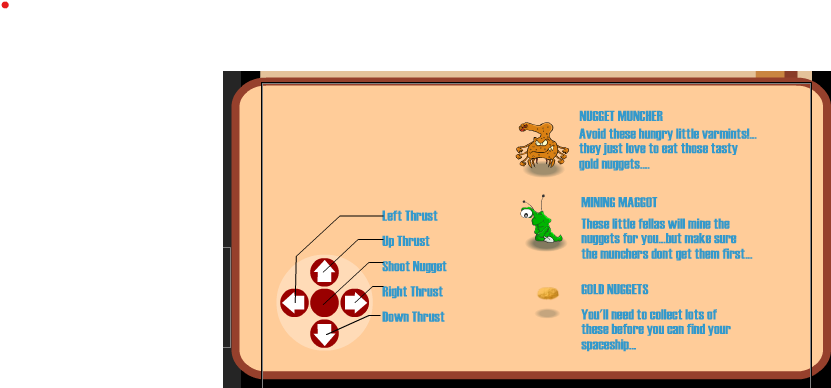 NUGGET MUNCHER
Avoid these hungry little varmints!...
they just love to eat those tasty
gold nuggets....
MINING MAGGOT
These little fellas will mine the
nuggets for you...but make sure
the munchers dont get them first...
GOLD NUGGETS
You'll need to collect lots of
these before you can find your
spaceship...
Left Thrust
Up Thrust
Shoot Nugget
Right Thrust
Down Thrust